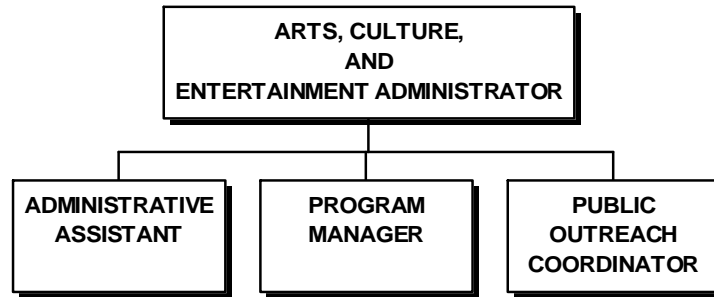 ARTS, CULTURE,
AND
ENTERTAINMENT ADMINISTRATOR
ADMINISTRATIVE
ASSISTANT
PROGRAM
MANAGER
PUBLIC
OUTREACH
COORDINATOR